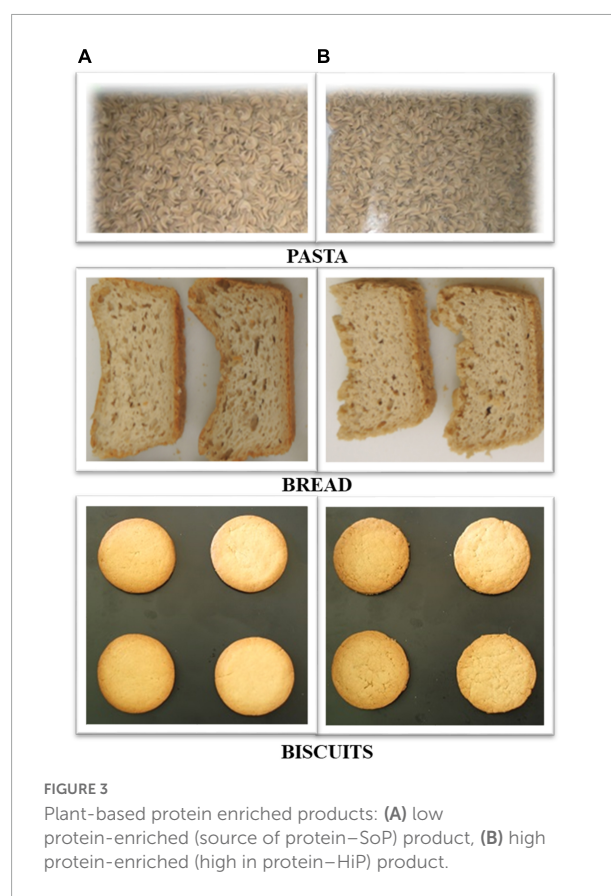 A B
PASTA
BREAD
BISCUITS
FIGURE 3
Plant-based protein enriched products: (A) low
protein-enriched (source of protein–SoP) product, (B) high
protein-enriched (high in protein–HiP) product.